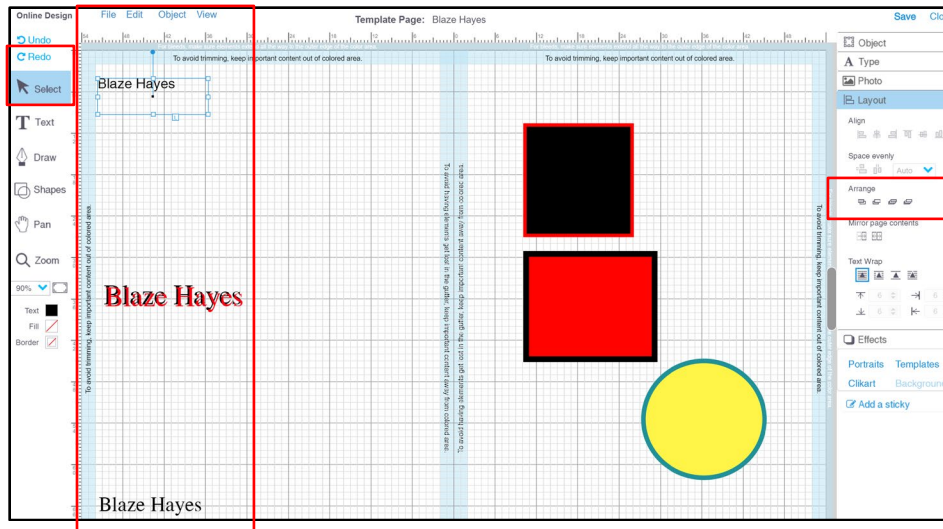 Online Design
File Edit Object View
Template Page: Blaze Hayes
Save Clo
Undo
Redo
Select
Text
Draw
Shapes
Pan
Zoom
90%
Text
Fill
Border
To avoid trimming, keep important content out of colored area.
To avoid trimming, keep important content out of colored area.
Blaze Hayes
To avoid trimming, keep important content out of colored area.
Blaze Hayes
Blaze Hayes
To avoid having elements get lost in the gutter, keep important content away from colored area.
To avoid having elements get lost in the gutter, keep important content away from colored area.
To avoid trimming, keep important content out of colored area.
Object
Type
Photo
Layout
Align
Space evenly
Auto
Arrange
Mirror page contents
Text Wrap
6 6
6 6
Effects
Portraits Templates
Clikart Background
Add a sticky